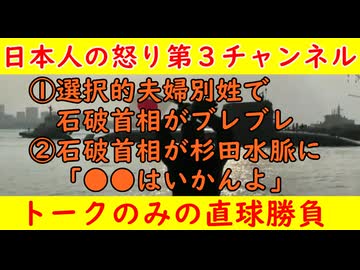 日本人の怒り第３チャンネル
①選択的夫婦別姓で
石破首相がブレブレ
②石破首相が杉田水脈に
「●●はいかんよ」
トークのみの直球勝負